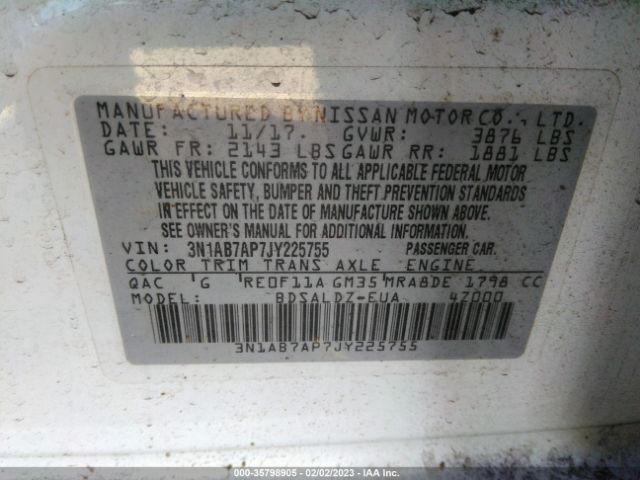 MANUFACTURED BY NISSAN MOTOR CO., LTD.
DATE: 11/17. GVWR: 3876 LBS
GAWR FR: 2143 LBS GAWR RR: 1881 LBS
THIS VEHICLE CONFORMS TO ALL APPLICABLE FEDERAL MOTOR
VEHICLE SAFETY, BUMPER AND THEFT PREVENTION STANDARDS
IN EFFECT ON THE DATE OF MANUFACTURE SHOWN ABOVE.
SEE OWNER'S MANUAL FOR ADDITIONAL INFORMATION.
VIN: 3N1AB7AP7JY225755 PASSENGER CAR.
COLOR TRIM TRANS AXLE ENGINE
QAC G RE0F11A GM35 MRA8DE 1798 CC
MODEL: BDSALDZ-EUA 4Z000
3N1AB7AP7JY225755
000-35798905 - 02/02/2023 - IAA Inc.